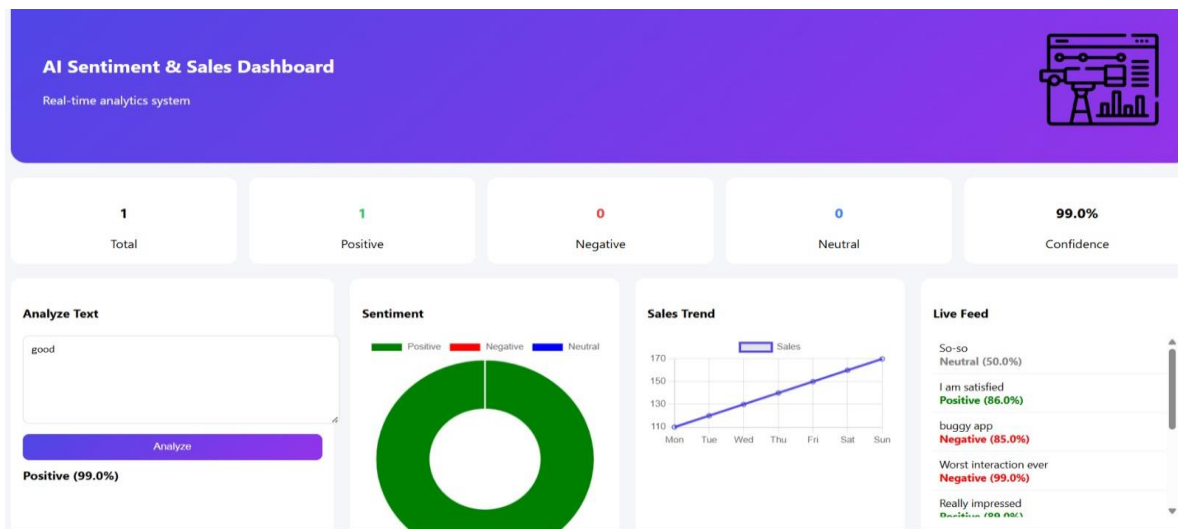 AI Sentiment & Sales Dashboard
Real-time analytics system
1
Total
1
Positive
0
Negative
0
Neutral
99.0%
Confidence
Analyze Text
good
Analyze
Positive (99.0%)
Sentiment
Positive Negative Neutral
Sales Trend
Sales
170
150
130
110
Mon Tue Wed Thu Fri Sat Sun
Live Feed
So-so
Neutral (50.0%)
I am satisfied
Positive (86.0%)
buggy app
Negative (85.0%)
Worst interaction ever
Negative (99.0%)
Really impressed
Positive (89.0%)